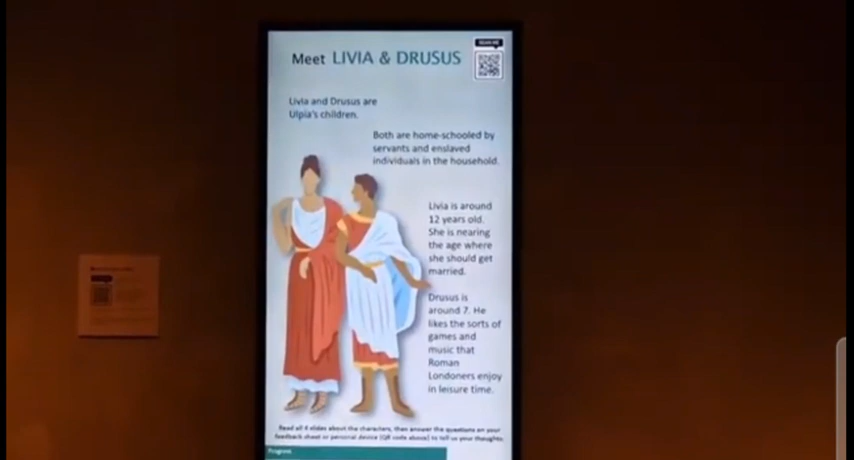 Meet LIVIA & DRUSUS
Livia and Drusus are
Ulpia's children.
Both are home-schooled by
servants and enslaved
individuals in the household.
Livia is around
12 years old.
She is nearing
the age where
she should get
married.
Drusus is
around 7. He
likes the sorts of
games and
music that
Roman
Londoners enjoy
in leisure time.
Read all 4 slides about the characters, then answer the questions on your
feedback sheet or personal device (QR code above) to tell us your thoughts.
Progress